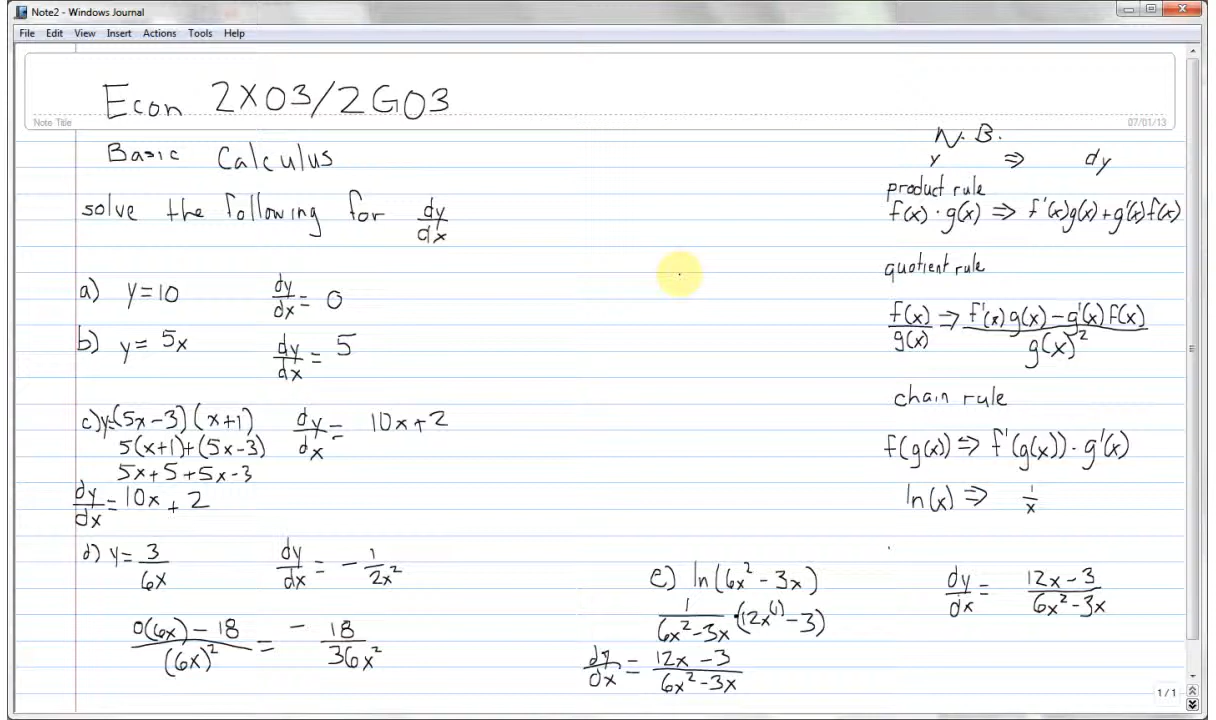 Note2 - Windows Journal
File Edit View Insert Actions Tools Help
Econ 2X03/2G03
Note Title
07/01/13
Basic Calculus
solve the following for dy/dx
a) y=10 dy/dx = 0
b) y= 5x dy/dx = 5
c) y=(5x-3)(x+1) dy/dx = 10x+2
5(x+1)+(5x-3)
5x+5+5x-3
dy/dx = 10x + 2
d) y= 3/6x dy/dx = - 1/2x²
0(6x) - 18/(6x)² = - 18/36x²
e) ln(6x² - 3x) dy/dx = 12x - 3/6x² - 3x
1/6x² - 3x · (12x⁽¹⁾ - 3)
dy/dx = 12x - 3/6x² - 3x
N.B.
y ⇒ dy
product rule
f(x) · g(x) ⇒ f'(x)g(x) + g'(x)f(x)
quotient rule
f(x)/g(x) ⇒ f'(x)g(x) - g'(x)f(x)/g(x)²
chain rule
f(g(x)) ⇒ f'(g(x)) · g'(x)
ln(x) ⇒ 1/x
1/1